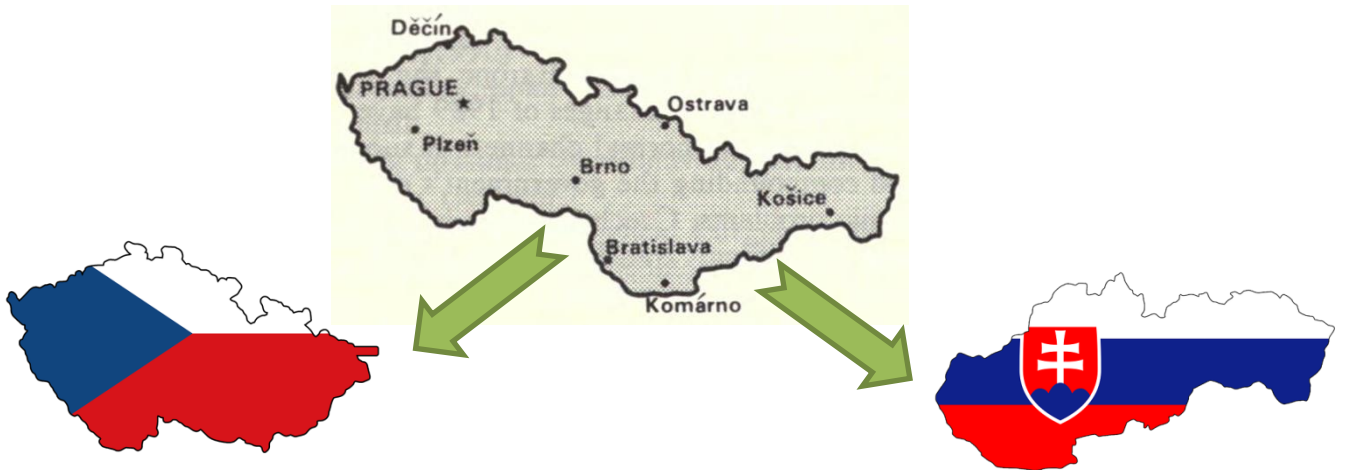 Děčín
PRAGUE
Ostrava
Plzeň
Brno
Košice
Bratislava
Komárno